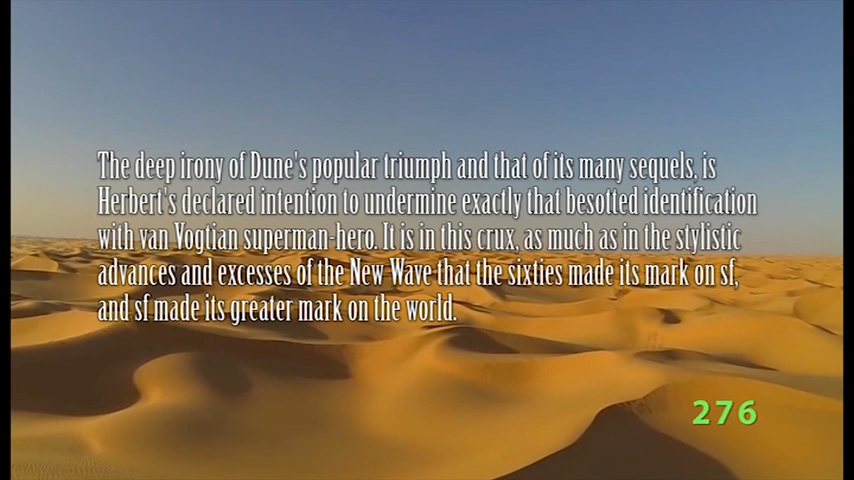 The deep irony of Dune's popular triumph and that of its many sequels, is
Herbert's declared intention to undermine exactly that besotted identification
with van Vogtian superman-hero. It is in this crux, as much as in the stylistic
advances and excesses of the New Wave that the sixties made its mark on sf,
and sf made its greater mark on the world.
276